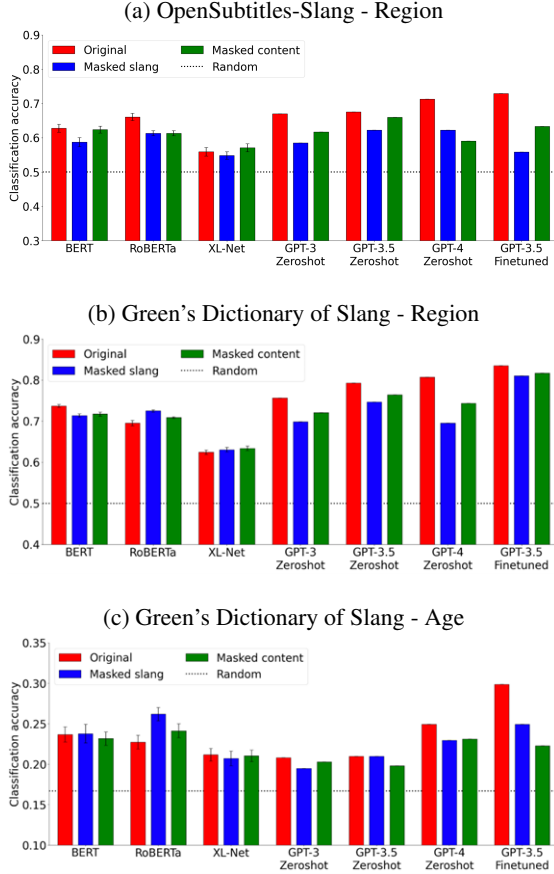 (a) OpenSubtitles-Slang - Region
0.9
0.8
0.7
0.6
0.5
0.4
0.3
Classification accuracy
Original
Masked slang
Masked content
Random
BERT
RoBERTa
XL-Net
GPT-3
Zeroshot
GPT-3.5
Zeroshot
GPT-4
Zeroshot
GPT-3.5
Finetuned
(b) Green's Dictionary of Slang - Region
0.9
0.8
0.7
0.6
0.5
0.4
Classification accuracy
Original
Masked slang
Masked content
Random
BERT
RoBERTa
XL-Net
GPT-3
Zeroshot
GPT-3.5
Zeroshot
GPT-4
Zeroshot
GPT-3.5
Finetuned
(c) Green's Dictionary of Slang - Age
0.35
0.30
0.25
0.20
0.15
0.10
Classification accuracy
Original
Masked slang
Masked content
Random
BERT
RoBERTa
XL-Net
GPT-3
Zeroshot
GPT-3.5
Zeroshot
GPT-4
Zeroshot
GPT-3.5
Finetuned